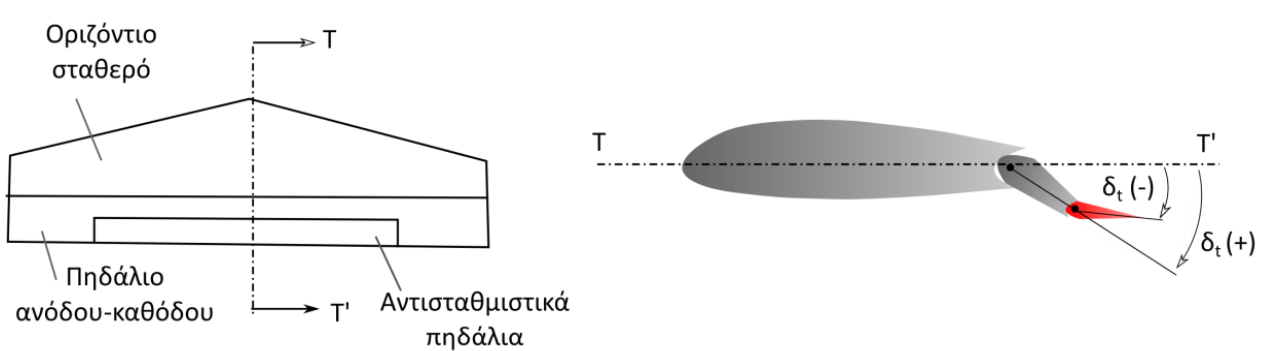 Οριζόντιο
σταθερό
T
Πηδάλιο
ανόδου-καθόδου
T'
Αντισταθμιστικά
πηδάλια
T
T'
δt (-)
δt (+)